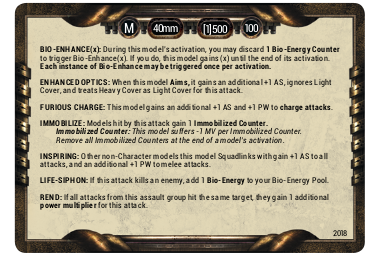 M 40mm [1]500 100
BIO-ENHANCE(x): During this model's activation, you may discard 1 Bio-Energy Counter
to trigger Bio-Enhance(x). If you do, this model gains (x) until the end of its activation.
Each instance of Bio-Enhance may be triggered once per activation.
ENHANCED OPTICS: When this model Aims, it gains an additional +1 AS, ignores Light
Cover, and treats Heavy Cover as Light Cover for this attack.
FURIOUS CHARGE: This model gains an additional +1 AS and +1 PW to charge attacks.
IMMOBILIZE: Models hit by this attack gain 1 Immobilized Counter.
Immobilized Counter: This model suffers -1 MV per Immobilized Counter.
Remove all Immobilized Counters at the end of a model's activation.
INSPIRING: Other non-Character models this model Squadlinks with gain +1 AS to all
attacks, and an additional +1 PW to melee attacks.
LIFE-SIPHON: If this attack kills an enemy, add 1 Bio-Energy to your Bio-Energy Pool.
REND: If all attacks from this assault group hit the same target, they gain 1 additional
power multiplier for this attack.
2018